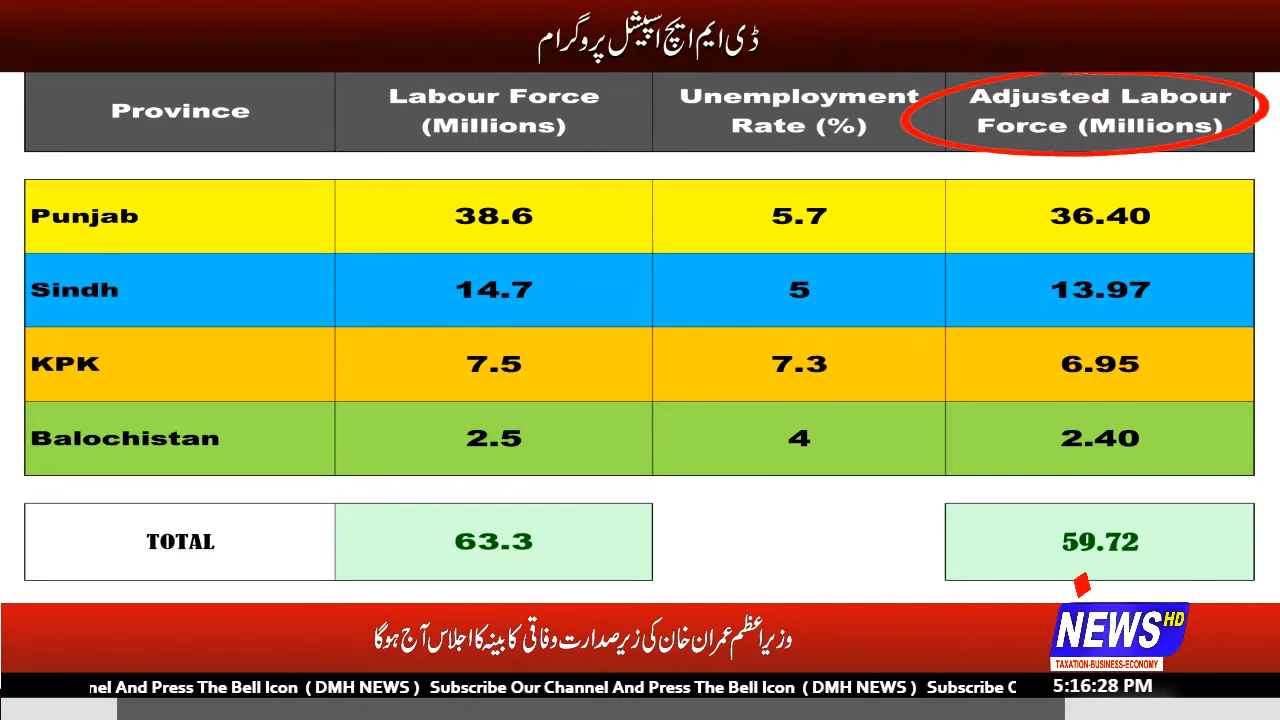 ڈی ایم ایچ اسپیشل پروگرام
Province
Labour Force (Millions)
Unemployment Rate (%)
Adjusted Labour Force (Millions)
Punjab 38.6 5.7 36.40
Sindh 14.7 5 13.97
KPK 7.5 7.3 6.95
Balochistan 2.5 4 2.40
TOTAL 63.3 59.72
وزیراعظم عمران خان کی زیر صدارت وفاقی کابینہ کا اجلاس آج ہوگا
NEWS HD
TAXATION-BUSINESS-ECONOMY
nel And Press The Bell Icon ( DMH NEWS ) Subscribe Our Channel And Press The Bell Icon ( DMH NEWS ) Subscribe 5:16:28 PM